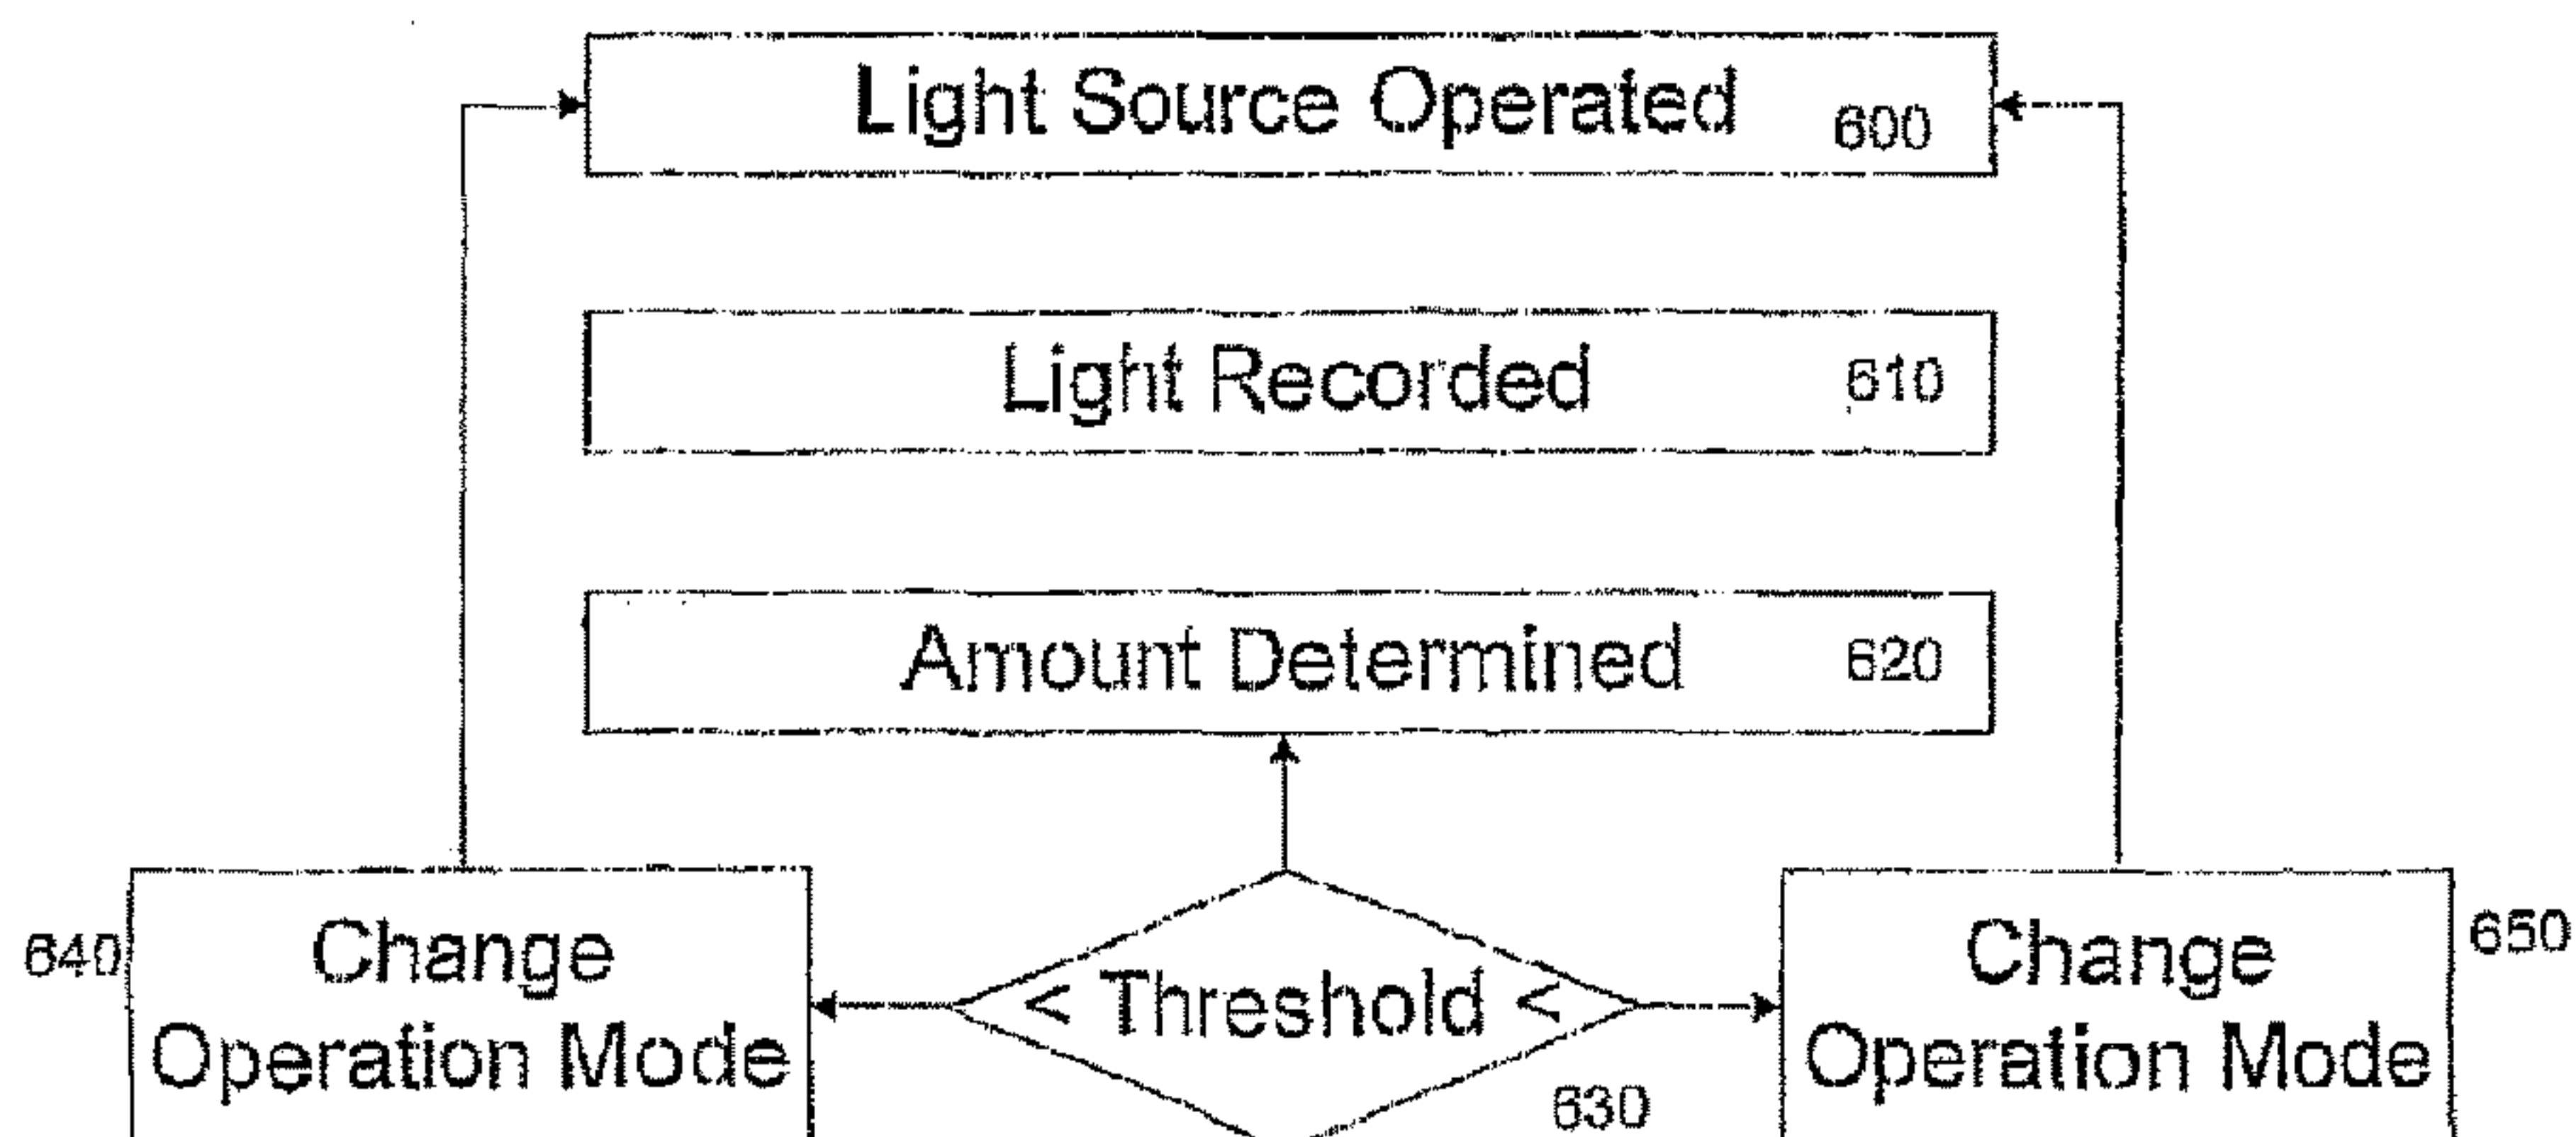 Light Source Operated 600
Light Recorded 610
Amount Determined 620
640
Change
Operation Mode
< Threshold <
630
Change
Operation Mode
650